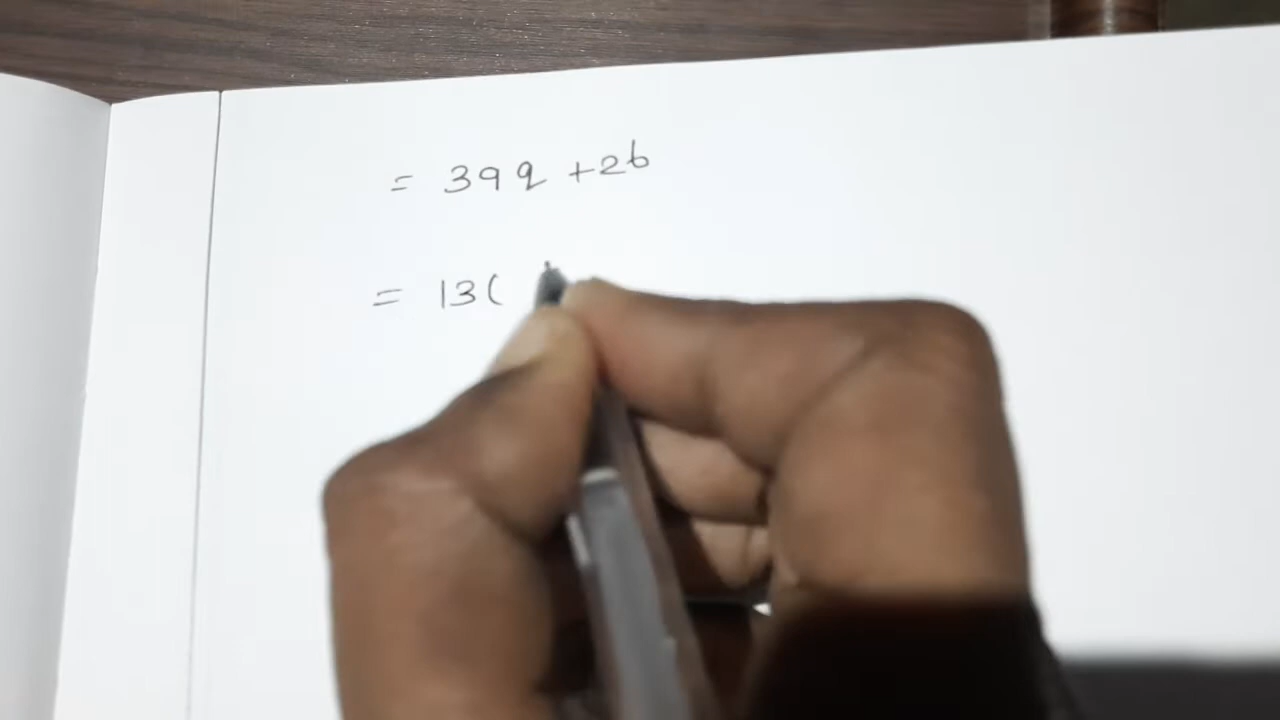 = 39q + 26
= 13(